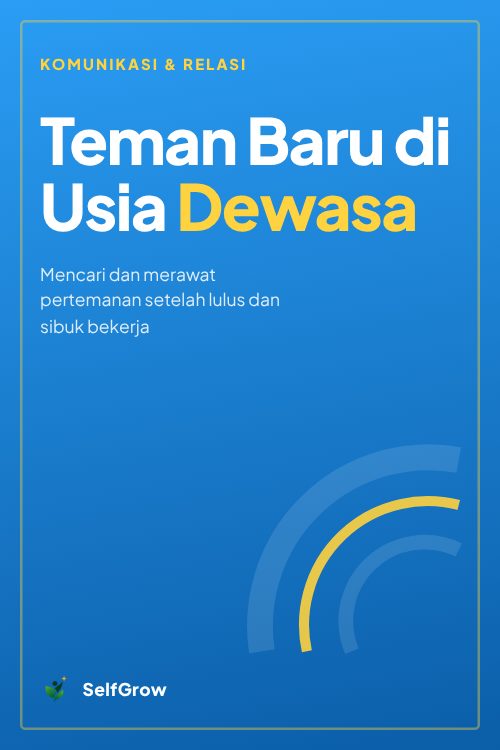 KOMUNIKASI & RELASI
Teman Baru di
Usia Dewasa
Mencari dan merawat
pertemanan setelah lulus dan
sibuk bekerja
SelfGrow